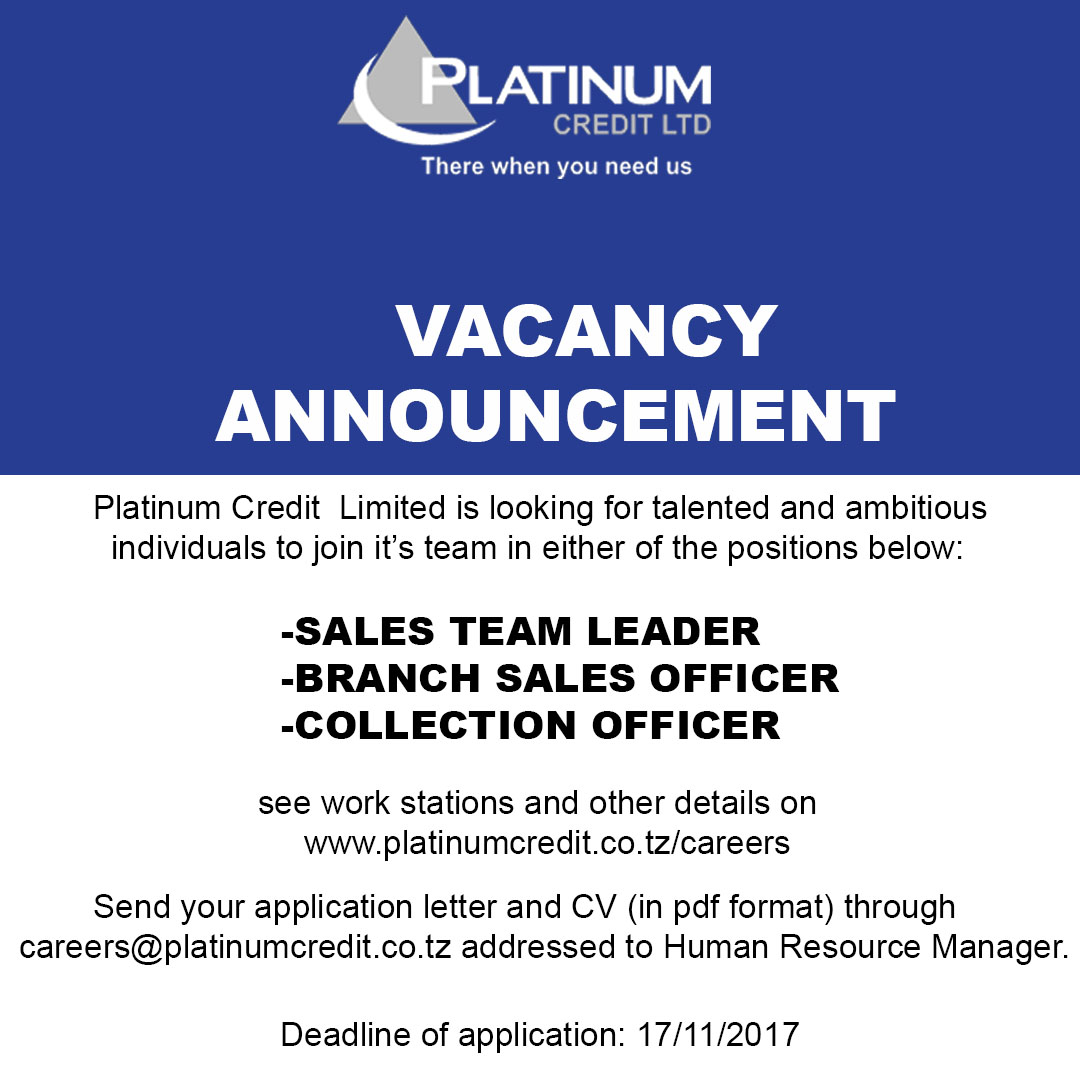 PLATINUM
CREDIT LTD
There when you need us
VACANCY
ANNOUNCEMENT
Platinum Credit  Limited is looking for talented and ambitious
individuals to join it’s team in either of the positions below:
-SALES TEAM LEADER
-BRANCH SALES OFFICER
-COLLECTION OFFICER
see work stations and other details on
www.platinumcredit.co.tz/careers
Send your application letter and CV (in pdf format) through
careers@platinumcredit.co.tz addressed to Human Resource Manager.
Deadline of application: 17/11/2017